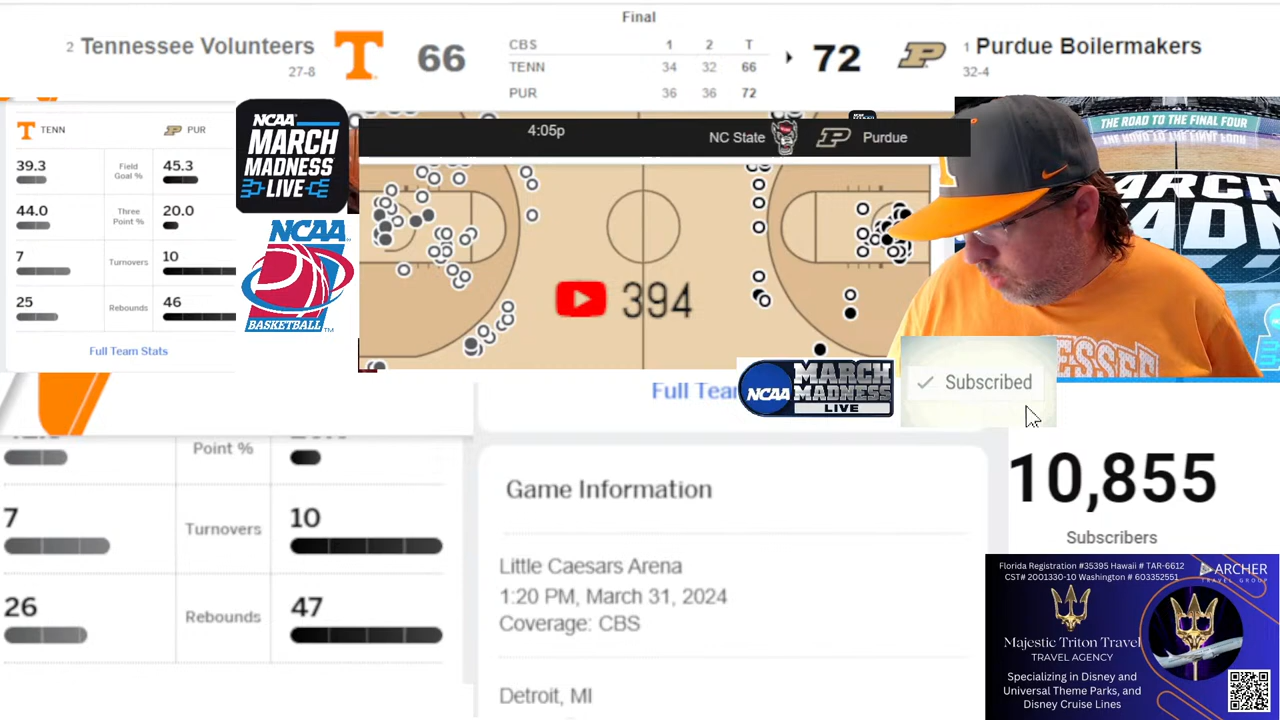 Final
2 Tennessee Volunteers
27-8
66
CBS 1 2 T
TENN 34 32 66
PUR 36 36 72
72
1 Purdue Boilermakers
32-4
TENN PUR
39.3 Field Goal % 45.3
44.0 Three Point % 20.0
7 Turnovers 10
25 Rebounds 46
Full Team Stats
NCAA
MARCH
MADNESS
LIVE
NCAA
BASKETBALL™
4:05p NC State Purdue
394
THE ROAD TO THE FINAL FOUR
Full Tea
NCAA MARCH
MADNESS
LIVE
Subscribed
10,855
Subscribers
Point %
7 Turnovers 10
26 Rebounds 47
Game Information
Little Caesars Arena
1:20 PM, March 31, 2024
Coverage: CBS
Detroit, MI
Florida Registration #35395 Hawaii # TAR-6612
CST# 2001330-10 Washington # 603352551
ARCHER
TRAVEL GROUP
Majestic Triton Travel
TRAVEL AGENCY
Specializing in Disney and
Universal Theme Parks, and
Disney Cruise Lines